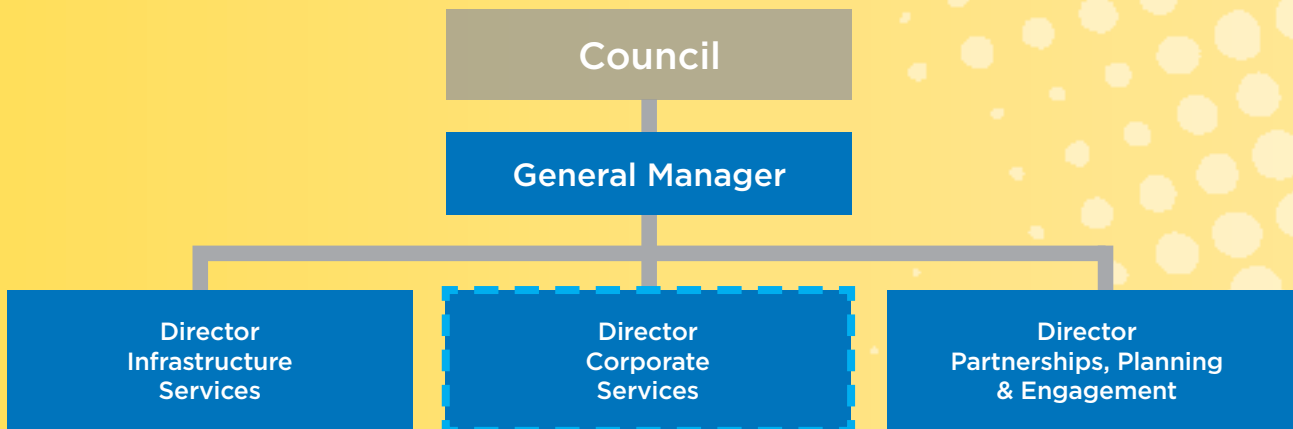 Council
General Manager
Director
Infrastructure
Services
Director
Corporate
Services
Director
Partnerships, Planning
& Engagement